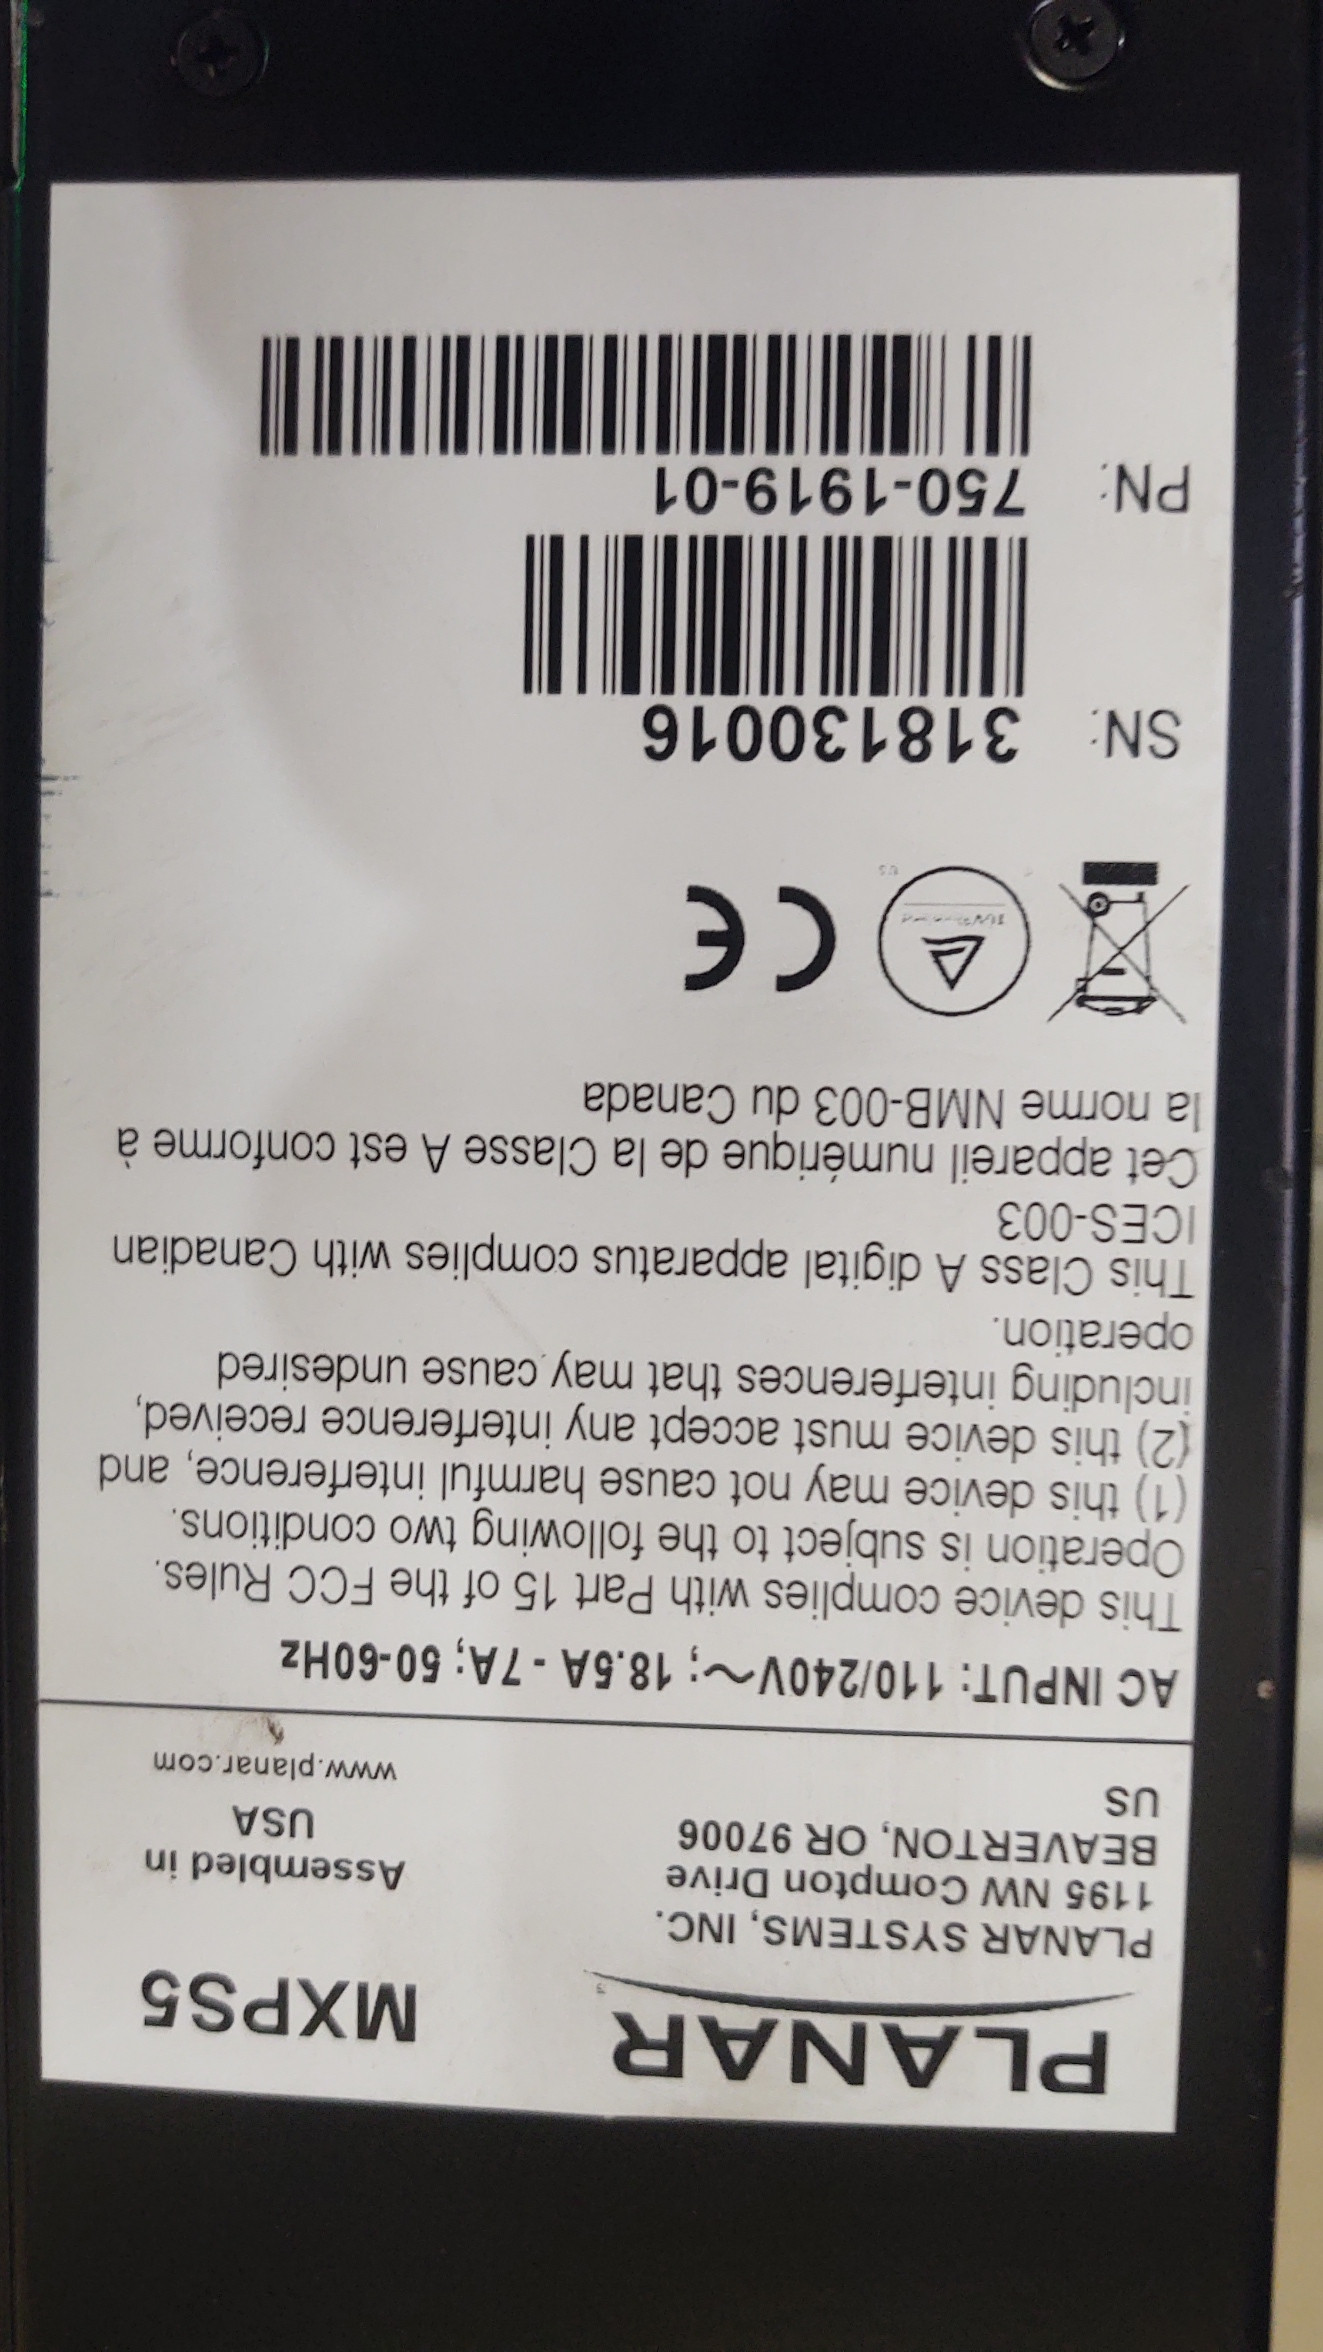 PLANAR
MXPS5
PLANAR SYSTEMS, INC.
1195 NW Compton Drive
BEAVERTON, OR 97006
US
Assembled in
USA
www.planar.com
AC INPUT: 110/240V～; 18.5A - 7A; 50-60Hz
This device complies with Part 15 of the FCC Rules.
Operation is subject to the following two conditions.
(1) this device may not cause harmful interference, and
(2) this device must accept any interference received,
including interferences that may cause undesired
operation.
This Class A digital apparatus complies with Canadian
ICES-003
Cet appareil numérique de la Classe A est conforme à
la norme NMB-003 du Canada
CE
US
SN: 318130016
PN: 750-1919-01